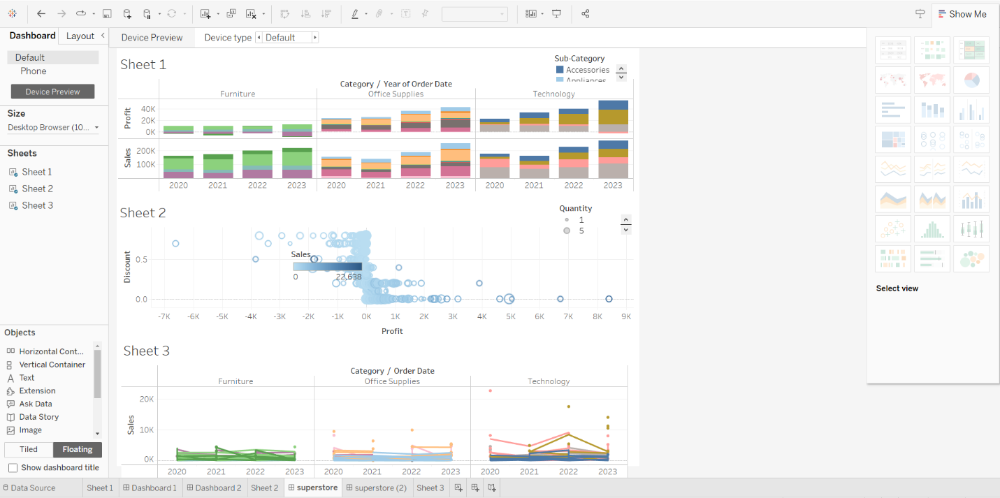 Show Me
Dashboard Layout
Device Preview Device type Default
Default
Phone
Device Preview
Size
Desktop Browser (10...
Sheets
Sheet 1
Sheet 2
Sheet 3
Objects
Horizontal Cont...
Vertical Container
Text
Extension
Ask Data
Data Story
Image
Tiled Floating
Show dashboard title
Sheet 1
Sub-Category
Accessories
Appliances
Category / Year of Order Date
Furniture Office Supplies Technology
Profit
40K
20K
0K
Sales
200K
100K
2020 2021 2022 2023 2020 2021 2022 2023 2020 2021 2022 2023
Sheet 2
Quantity
1
5
Discount
0.5
0.0
Sales
0 22,638
-7K -6K -5K -4K -3K -2K -1K 0K 1K 2K 3K 4K 5K 6K 7K 8K 9K
Profit
Sheet 3
Category / Order Date
Furniture Office Supplies Technology
Sales
20K
10K
0K
2020 2021 2022 2023 2020 2021 2022 2023 2020 2021 2022 2023
Select view
Data Source Sheet 1 Dashboard 1 Dashboard 2 Sheet 2 superstore superstore (2) Sheet 3